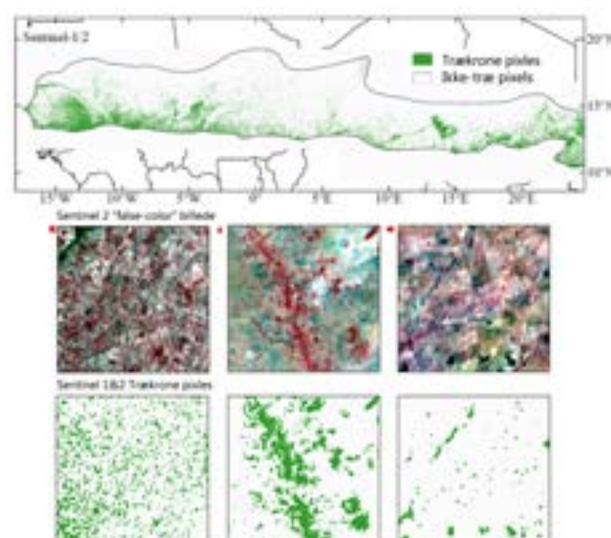 Sentinel-1/2
20°N
Trækrone pixles
Ikke-træ pixels
15°N
10°N
15°W 10°W 5°W 0° 5°E 10°E 15°E 20°E
Sentinel 2 "false-color" billede
Sentinel 1&2 Trækrone pixles